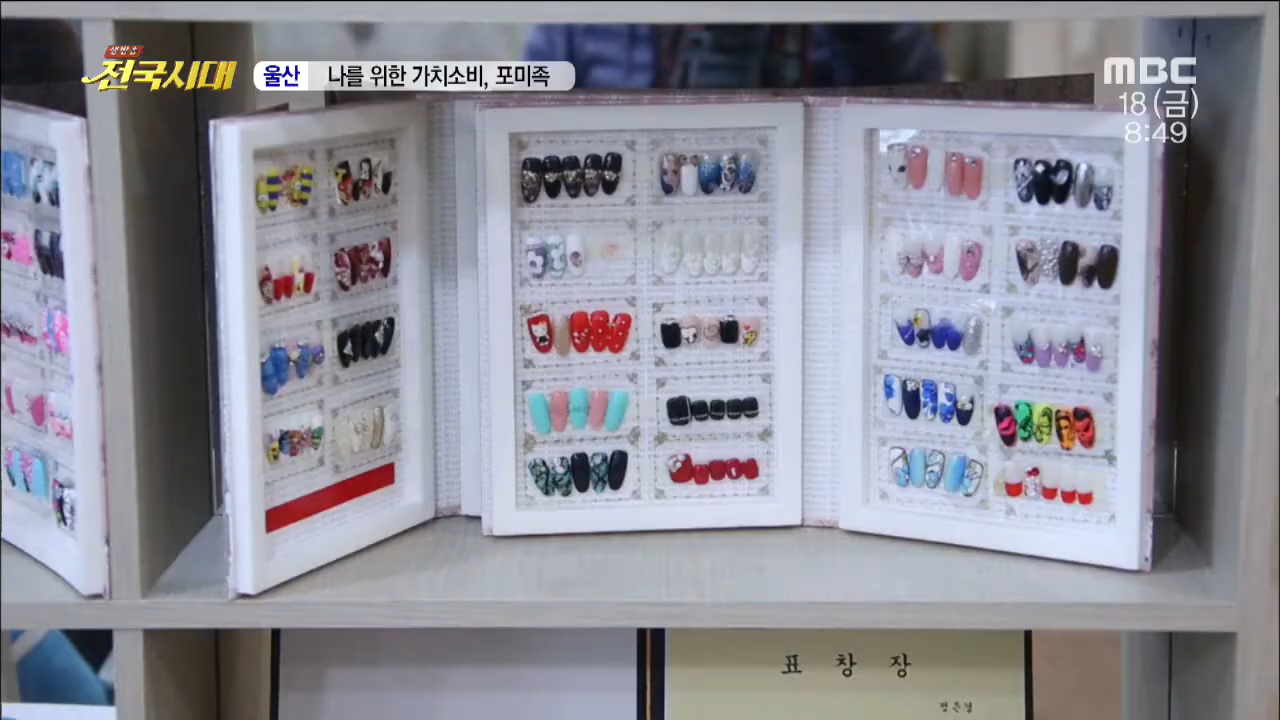 생방송
전국시대
울산 나를 위한 가치소비, 포미족
MBC
18(금)
8:49
표 창 장